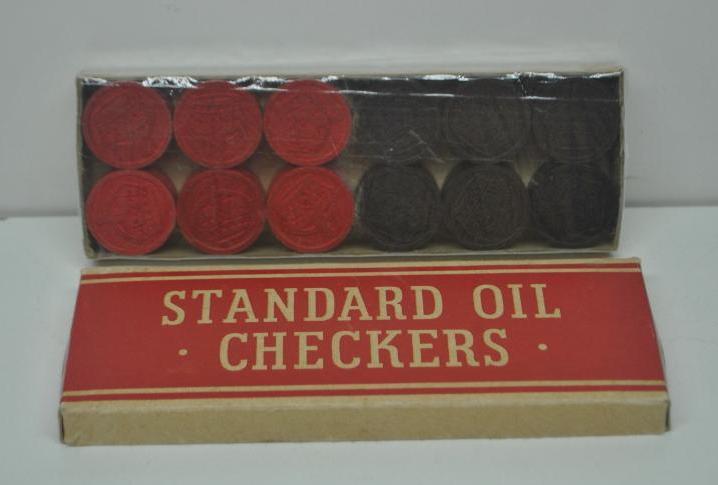 STANDARD OIL
· CHECKERS ·